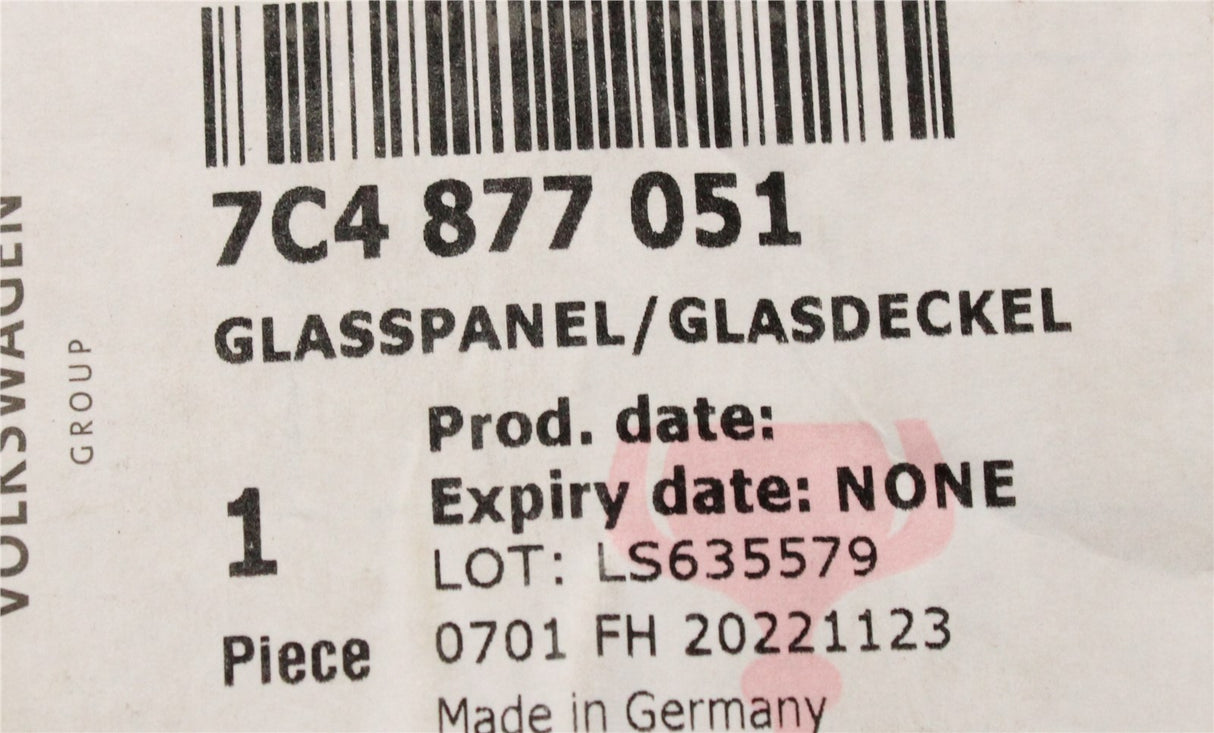 7C4 877 051
GLASSPANEL/GLASDECKEL
Prod. date:
Expiry date: NONE
LOT: LS635579
0701 FH 20221123
Made in Germany
1
Piece
VOLKSWAGEN
GROUP